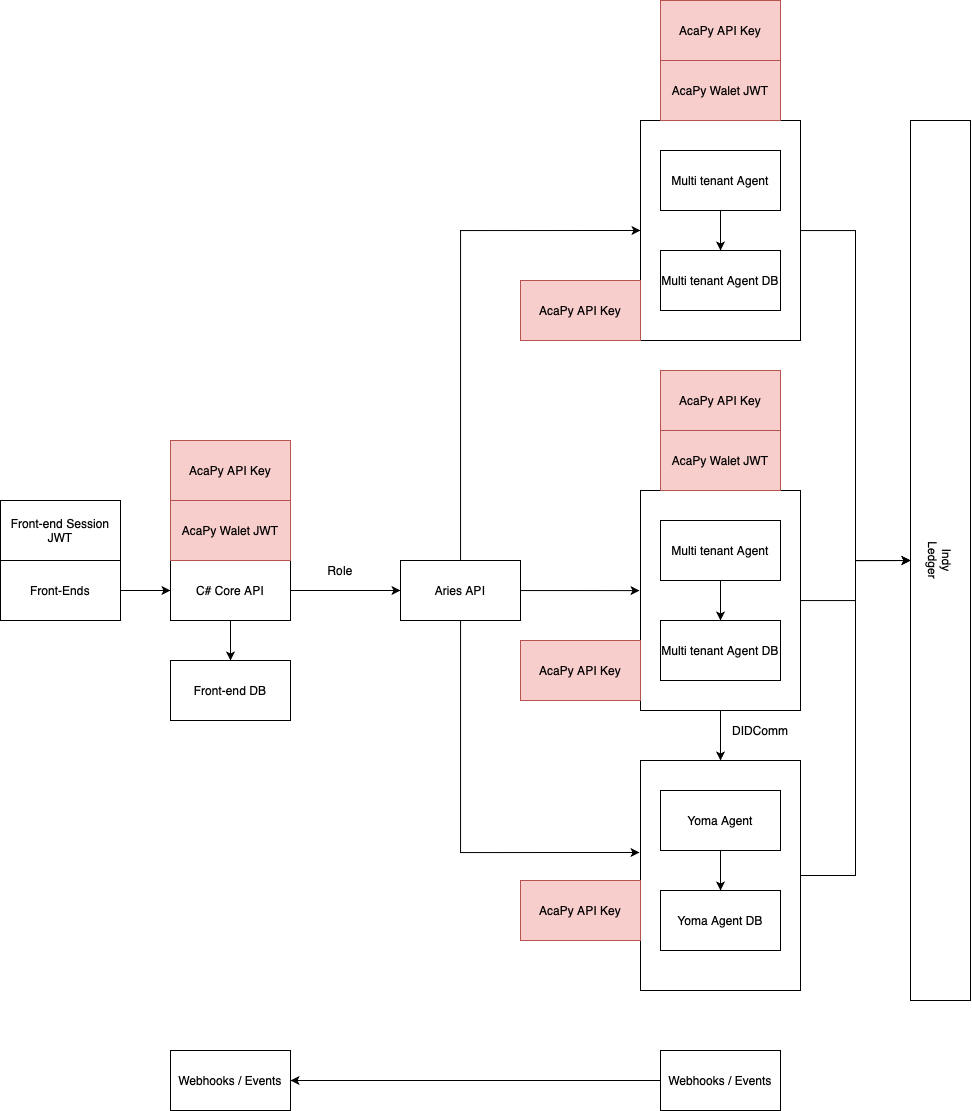 AcaPy API Key
AcaPy Walet JWT
Multi tenant Agent
Multi tenant Agent DB
AcaPy API Key
AcaPy API Key
AcaPy Walet JWT
AcaPy API Key
AcaPy Walet JWT
Front-end Session
JWT
Front-Ends
C# Core API
Role
Aries API
Front-end DB
Multi tenant Agent
Multi tenant Agent DB
AcaPy API Key
DIDComm
Yoma Agent
Yoma Agent DB
AcaPy API Key
Indy
Ledger
Webhooks / Events
Webhooks / Events